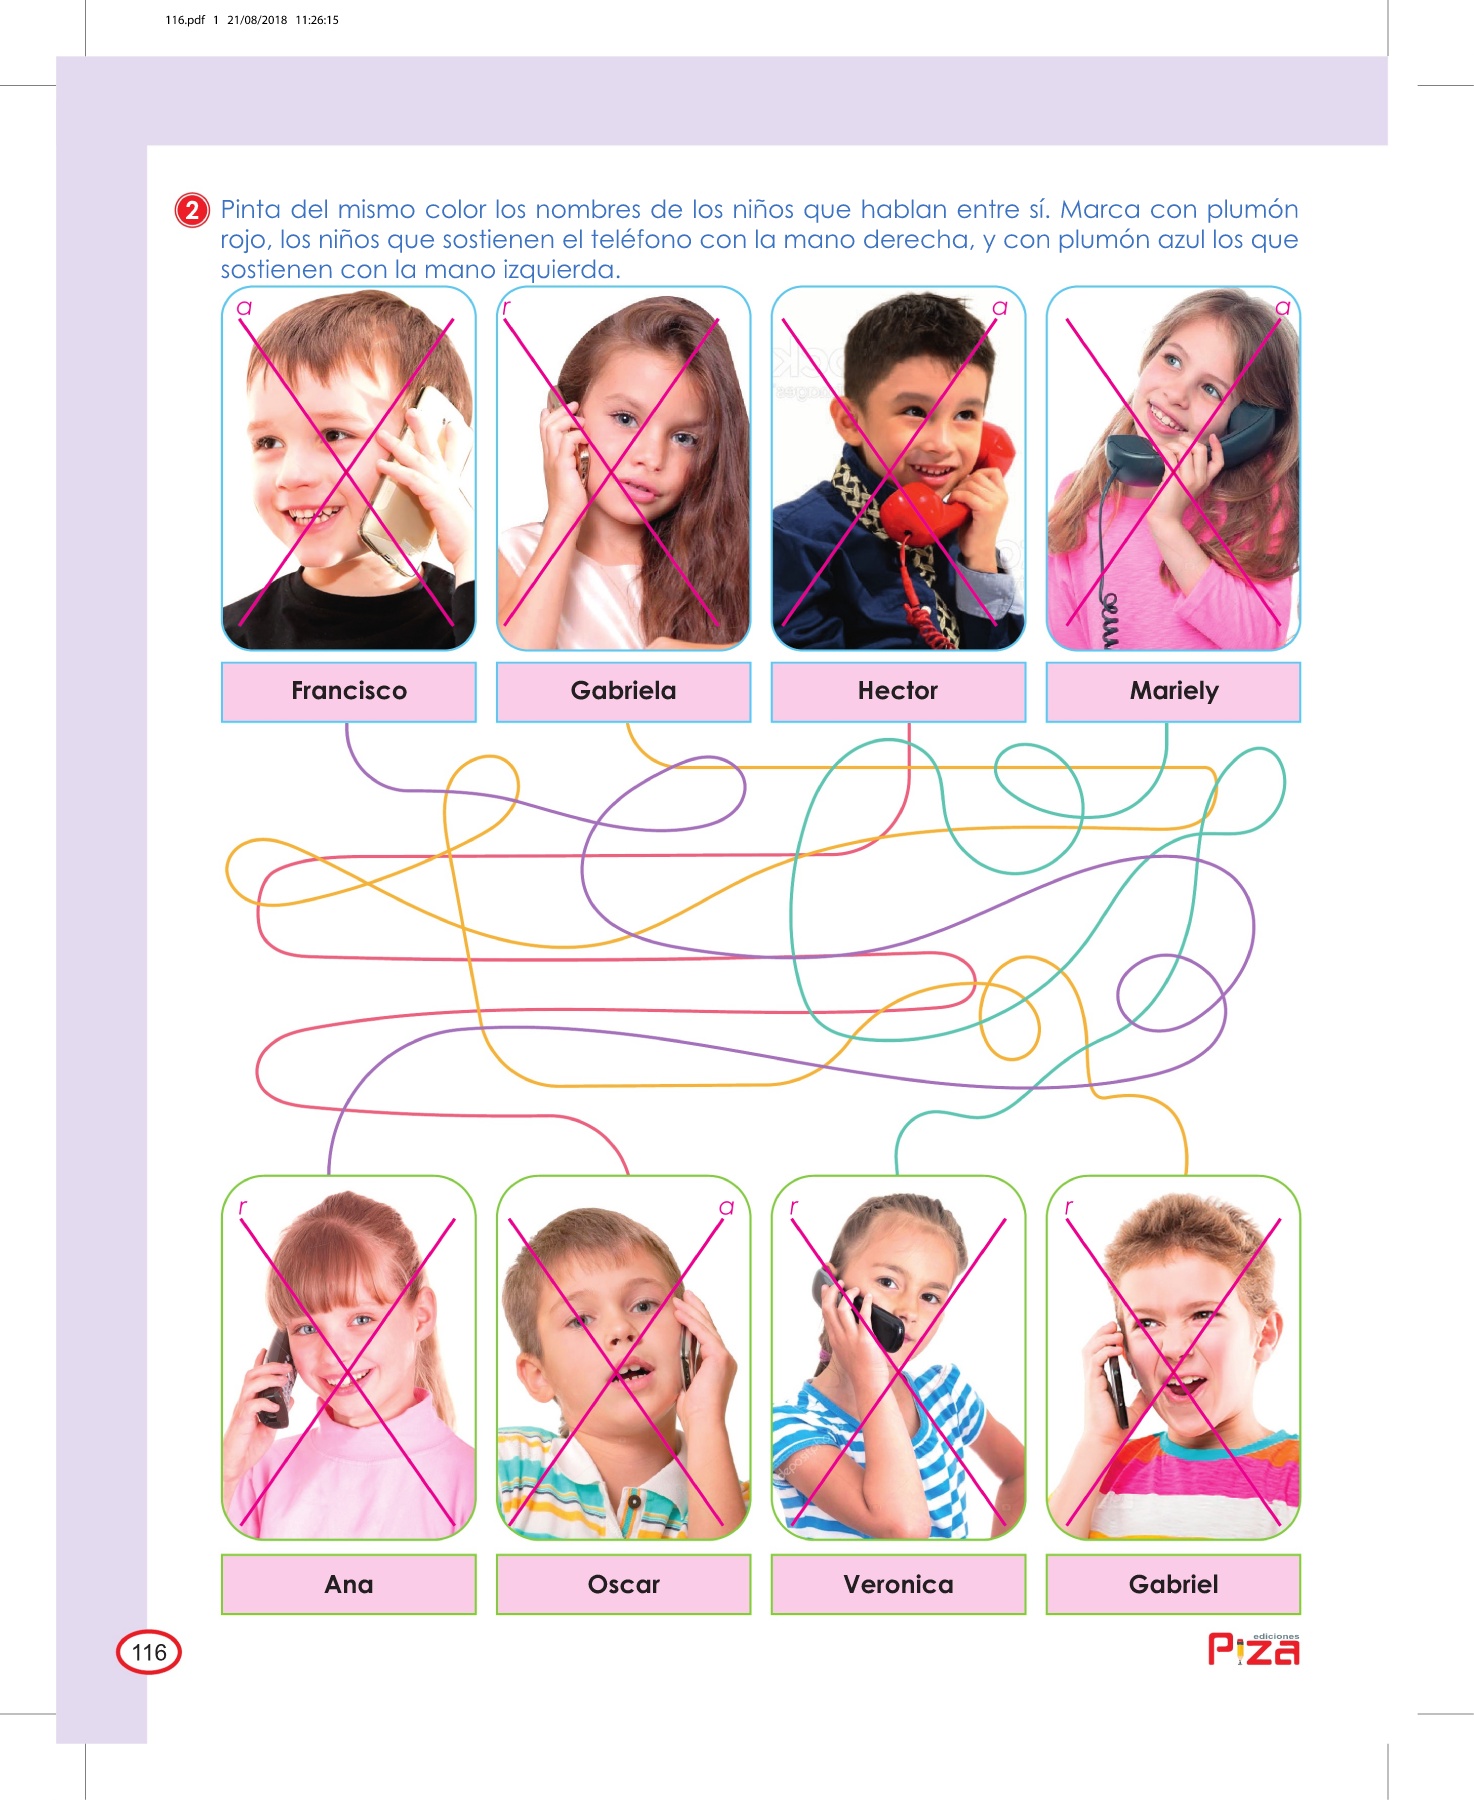 116.pdf 1 21/08/2018 11:26:15
2 Pinta del mismo color los nombres de los niños que hablan entre sí. Marca con plumón
rojo, los niños que sostienen el teléfono con la mano derecha, y con plumón azul los que
sostienen con la mano izquierda.
a r a a
Francisco Gabriela Hector Mariely
r a r r
Ana Oscar Veronica Gabriel
116
ediciones
Piza